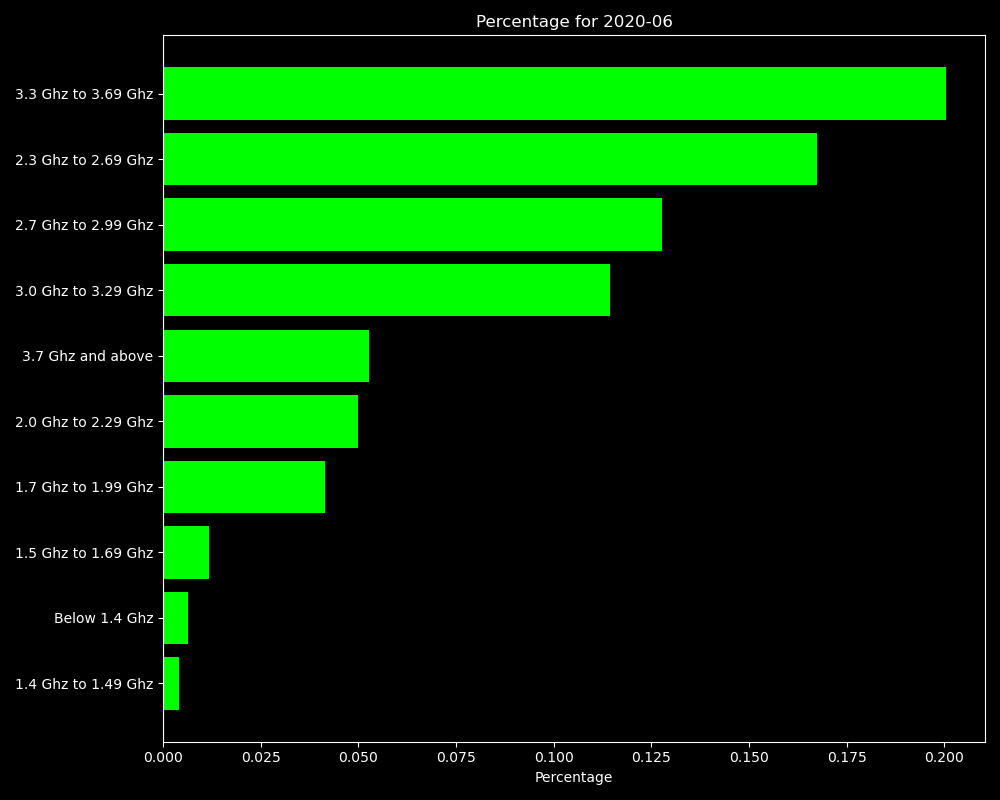 Percentage for 2020-06
3.3 Ghz to 3.69 Ghz
2.3 Ghz to 2.69 Ghz
2.7 Ghz to 2.99 Ghz
3.0 Ghz to 3.29 Ghz
3.7 Ghz and above
2.0 Ghz to 2.29 Ghz
1.7 Ghz to 1.99 Ghz
1.5 Ghz to 1.69 Ghz
Below 1.4 Ghz
1.4 Ghz to 1.49 Ghz
0.000 0.025 0.050 0.075 0.100 0.125 0.150 0.175 0.200
Percentage